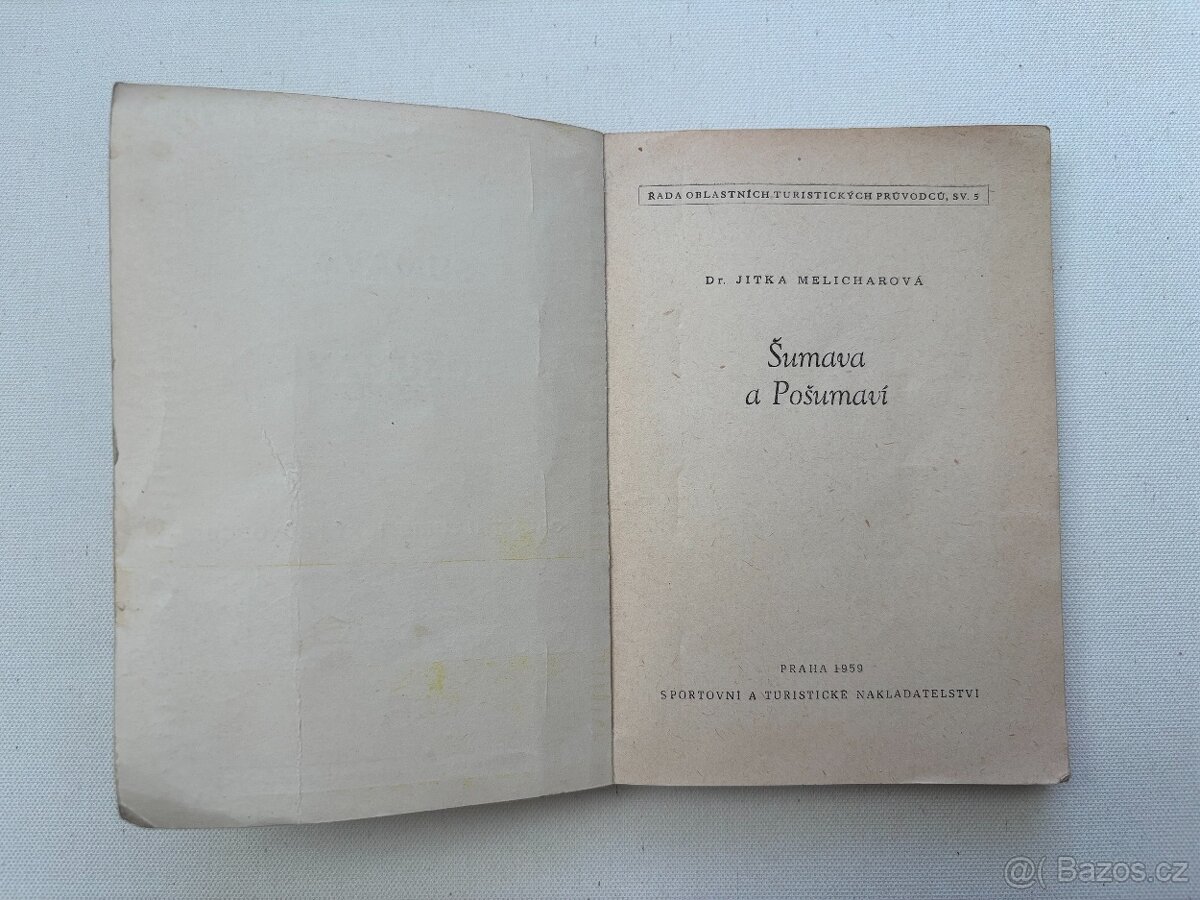 ŘADA OBLASTNÍCH TURISTICKÝCH PRŮVODCŮ, SV. 5
Dr. JITKA MELICHAROVÁ
Šumava
a Pošumaví
PRAHA 1959
SPORTOVNÍ A TURISTICKÉ NAKLADATELSTVÍ
@( Bazos.cz